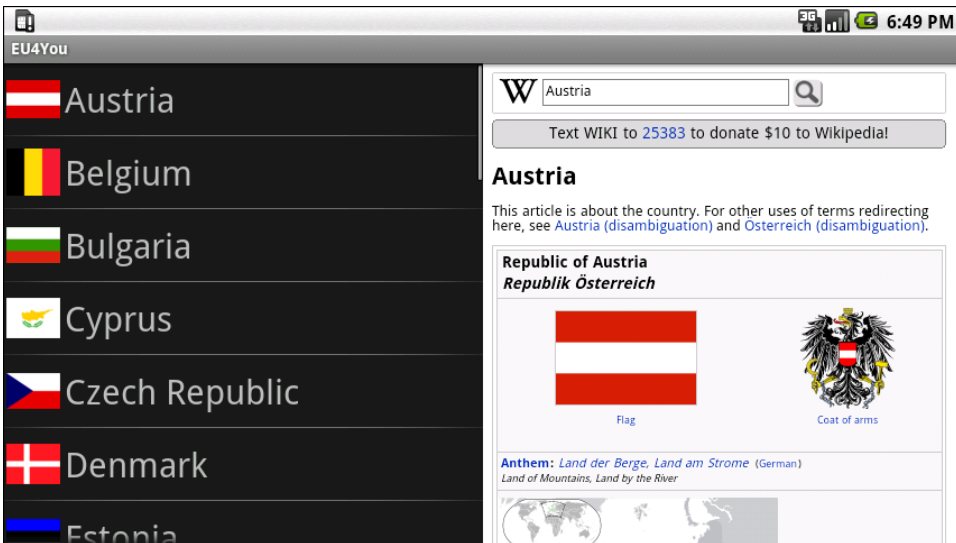 3G 6:49 PM
EU4You
Austria
Belgium
Bulgaria
Cyprus
Czech Republic
Denmark
Estonia
W Austria
Text WIKI to 25383 to donate $10 to Wikipedia!
Austria
This article is about the country. For other uses of terms redirecting
here, see Austria (disambiguation) and Österreich (disambiguation).
Republic of Austria
Republik Österreich
Flag
Coat of arms
Anthem: Land der Berge, Land am Strome (German)
Land of Mountains, Land by the River